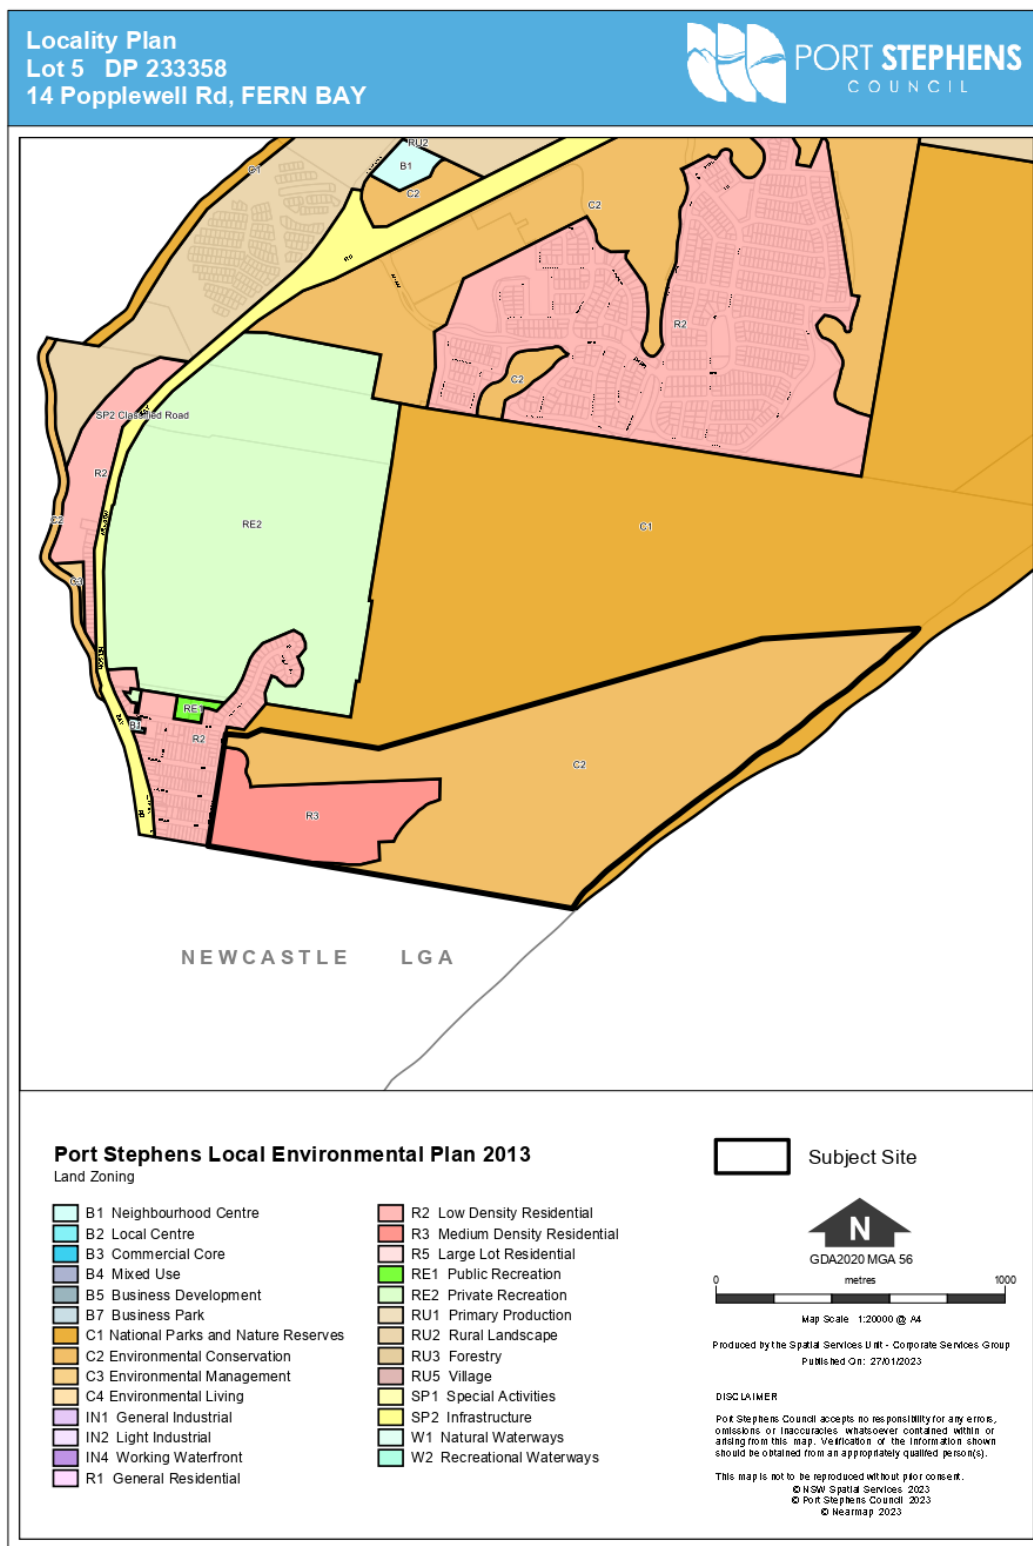 Locality Plan
Lot 5 DP 233358
14 Popplewell Rd, FERN BAY
PORT STEPHENS
COUNCIL
RU2
B1
C1
C2
C2
RD
R2
C2
SP2 Classified Road
R2
C2
RE2
C1
C3
NELSON
BAY
RE1
B1
R2
C2
RD
R3
NEWCASTLE LGA
Port Stephens Local Environmental Plan 2013
Land Zoning
B1 Neighbourhood Centre
B2 Local Centre
B3 Commercial Core
B4 Mixed Use
B5 Business Development
B7 Business Park
C1 National Parks and Nature Reserves
C2 Environmental Conservation
C3 Environmental Management
C4 Environmental Living
IN1 General Industrial
IN2 Light Industrial
IN4 Working Waterfront
R1 General Residential
R2 Low Density Residential
R3 Medium Density Residential
R5 Large Lot Residential
RE1 Public Recreation
RE2 Private Recreation
RU1 Primary Production
RU2 Rural Landscape
RU3 Forestry
RU5 Village
SP1 Special Activities
SP2 Infrastructure
W1 Natural Waterways
W2 Recreational Waterways
Subject Site
N
GDA2020 MGA 56
0 metres 1000
Map Scale 1:20000 @ A4
Produced by the Spatial Services Unit - Corporate Services Group
Published On: 27/01/2023
DISCLAIMER
Port Stephens Council accepts no responsibility for any errors,
omissions or inaccuracies whatsoever contained within or
arising from this map. Verification of the information shown
should be obtained from an appropriately qualified person(s).
This map is not to be reproduced without prior consent.
© NSW Spatial Services 2023
© Port Stephens Council 2023
© Nearmap 2023